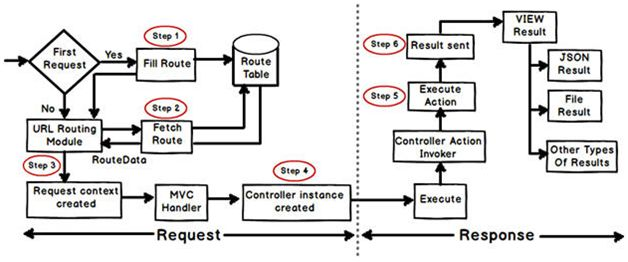 First
Request
Yes
No
Step 1
Fill Route
Route
Table
Step 2
Fetch
Route
URL Routing
Module
RouteData
Step 3
Request context
created
MVC
Handler
Step 4
Controller instance
created
Request
Execute
Controller Action
Invoker
Step 5
Execute
Action
Step 6
Result sent
VIEW
Result
JSON
Result
File
Result
Other Types
Of Results
Response